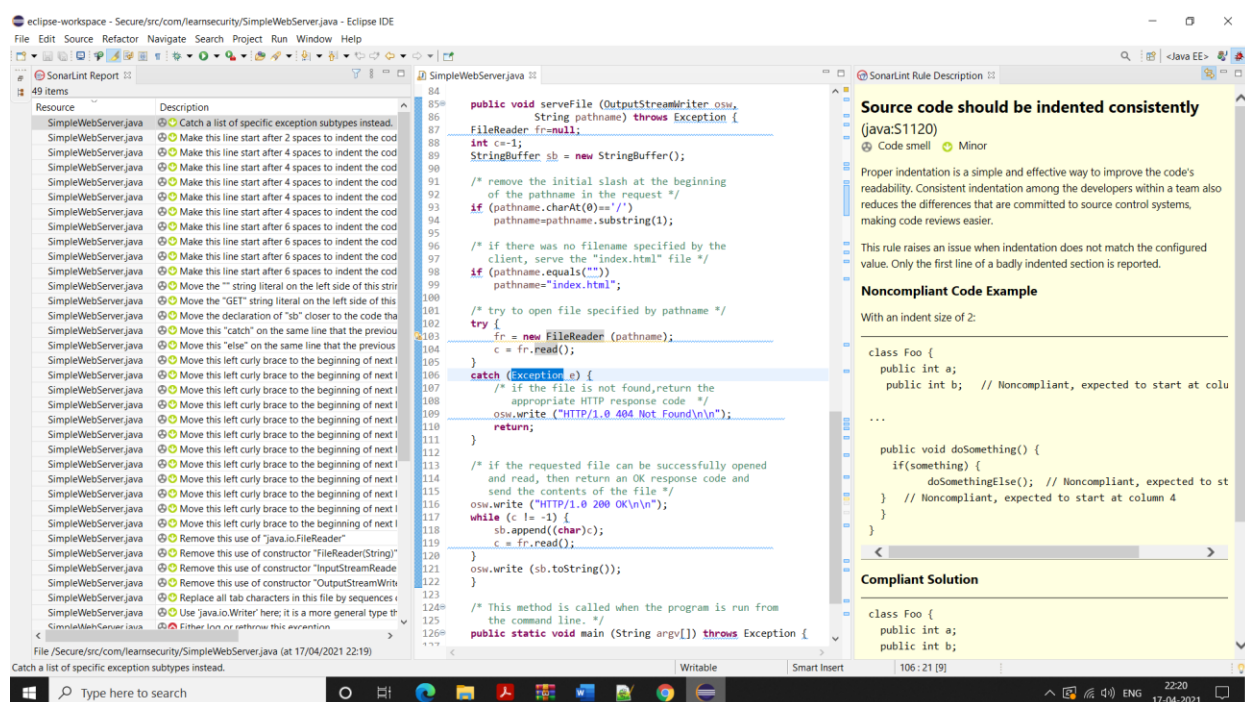 eclipse-workspace - Secure/src/com/learnsecurity/SimpleWebServer.java - Eclipse IDE
File Edit Source Refactor Navigate Search Project Run Window Help
<Java EE>
SonarLint Report
49 items
Resource Description
SimpleWebServer.java Catch a list of specific exception subtypes instead.
SimpleWebServer.java Make this line start after 2 spaces to indent the cod
SimpleWebServer.java Make this line start after 4 spaces to indent the cod
SimpleWebServer.java Make this line start after 4 spaces to indent the cod
SimpleWebServer.java Make this line start after 4 spaces to indent the cod
SimpleWebServer.java Make this line start after 4 spaces to indent the cod
SimpleWebServer.java Make this line start after 4 spaces to indent the cod
SimpleWebServer.java Make this line start after 6 spaces to indent the cod
SimpleWebServer.java Make this line start after 6 spaces to indent the cod
SimpleWebServer.java Make this line start after 6 spaces to indent the cod
SimpleWebServer.java Make this line start after 6 spaces to indent the cod
SimpleWebServer.java Move the "" string literal on the left side of this strin
SimpleWebServer.java Move the "GET" string literal on the left side of this
SimpleWebServer.java Move the declaration of "sb" closer to the code tha
SimpleWebServer.java Move this "catch" on the same line that the previou
SimpleWebServer.java Move this "else" on the same line that the previous
SimpleWebServer.java Move this left curly brace to the beginning of next l
SimpleWebServer.java Move this left curly brace to the beginning of next l
SimpleWebServer.java Move this left curly brace to the beginning of next l
SimpleWebServer.java Move this left curly brace to the beginning of next l
SimpleWebServer.java Move this left curly brace to the beginning of next l
SimpleWebServer.java Move this left curly brace to the beginning of next l
SimpleWebServer.java Move this left curly brace to the beginning of next l
SimpleWebServer.java Move this left curly brace to the beginning of next l
SimpleWebServer.java Move this left curly brace to the beginning of next l
SimpleWebServer.java Move this left curly brace to the beginning of next l
SimpleWebServer.java Move this left curly brace to the beginning of next l
SimpleWebServer.java Move this left curly brace to the beginning of next l
SimpleWebServer.java Remove this use of "java.io.FileReader"
SimpleWebServer.java Remove this use of constructor "FileReader(String)"
SimpleWebServer.java Remove this use of constructor "InputStreamReade
SimpleWebServer.java Remove this use of constructor "OutputStreamWrite
SimpleWebServer.java Replace all tab characters in this file by sequences o
SimpleWebServer.java Use 'java.io.Writer' here; it is a more general type th
SimpleWebServer.java Either log or rethrow this exception
File /Secure/src/com/learnsecurity/SimpleWebServer.java (at 17/04/2021 22:19)
SimpleWebServer.java
84
85 public void serveFile (OutputStreamWriter osw,
86 String pathname) throws Exception {
87 FileReader fr=null;
88 int c=-1;
89 StringBuffer sb = new StringBuffer();
90
91 /* remove the initial slash at the beginning
92 of the pathname in the request */
93 if (pathname.charAt(0)=='/')
94 pathname=pathname.substring(1);
95
96 /* if there was no filename specified by the
97 client, serve the "index.html" file */
98 if (pathname.equals(""))
99 pathname="index.html";
100
101 /* try to open file specified by pathname */
102 try {
103 fr = new FileReader (pathname);
104 c = fr.read();
105 }
106 catch (Exception e) {
107 /* if the file is not found,return the
108 appropriate HTTP response code */
109 osw.write ("HTTP/1.0 404 Not Found\n\n");
110 return;
111 }
112
113 /* if the requested file can be successfully opened
114 and read, then return an OK response code and
115 send the contents of the file */
116 osw.write ("HTTP/1.0 200 OK\n\n");
117 while (c != -1) {
118 sb.append((char)c);
119 c = fr.read();
120 }
121 osw.write (sb.toString());
122 }
123
124 /* This method is called when the program is run from
125 the command line. */
126 public static void main (String argv[]) throws Exception {
127
SonarLint Rule Description
Source code should be indented consistently
(java:S1120)
Code smell Minor
Proper indentation is a simple and effective way to improve the code's
readability. Consistent indentation among the developers within a team also
reduces the differences that are committed to source control systems,
making code reviews easier.
This rule raises an issue when indentation does not match the configured
value. Only the first line of a badly indented section is reported.
Noncompliant Code Example
With an indent size of 2:
class Foo {
public int a;
public int b; // Noncompliant, expected to start at colu
...
public void doSomething() {
if(something) {
doSomethingElse(); // Noncompliant, expected to st
} // Noncompliant, expected to start at column 4
}
}
Compliant Solution
class Foo {
public int a;
public int b;
Catch a list of specific exception subtypes instead.
Writable Smart Insert 106 : 21 [9]
Type here to search
ENG 22:20
17-04-2021